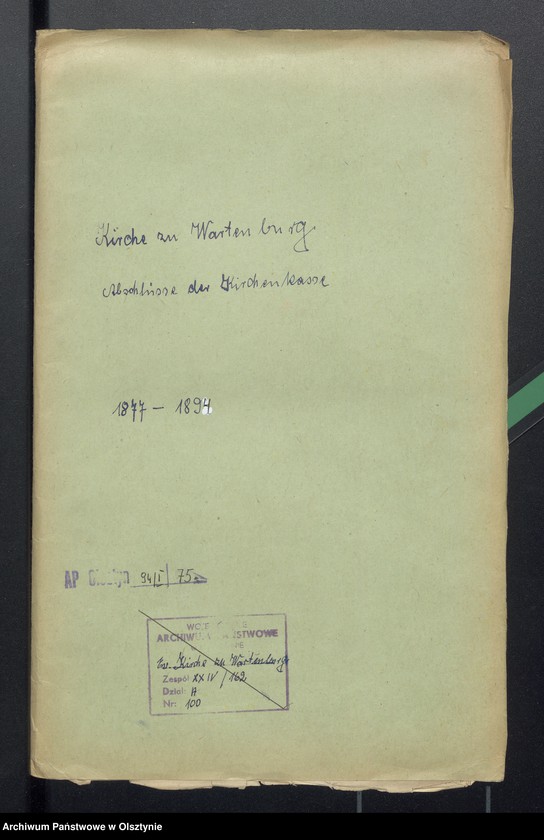 Kirche zu Wartenburg
Abschlüsse der Kirchenkasse
1877 – 1894
AP Olsztyn 94/I/75
ARCHIWUM PAŃSTWOWE
Ew. Kirche zu Wartenburg
Zespół XXIV/162
Dział: A
Nr: 100
Archiwum Państwowe w Olsztynie